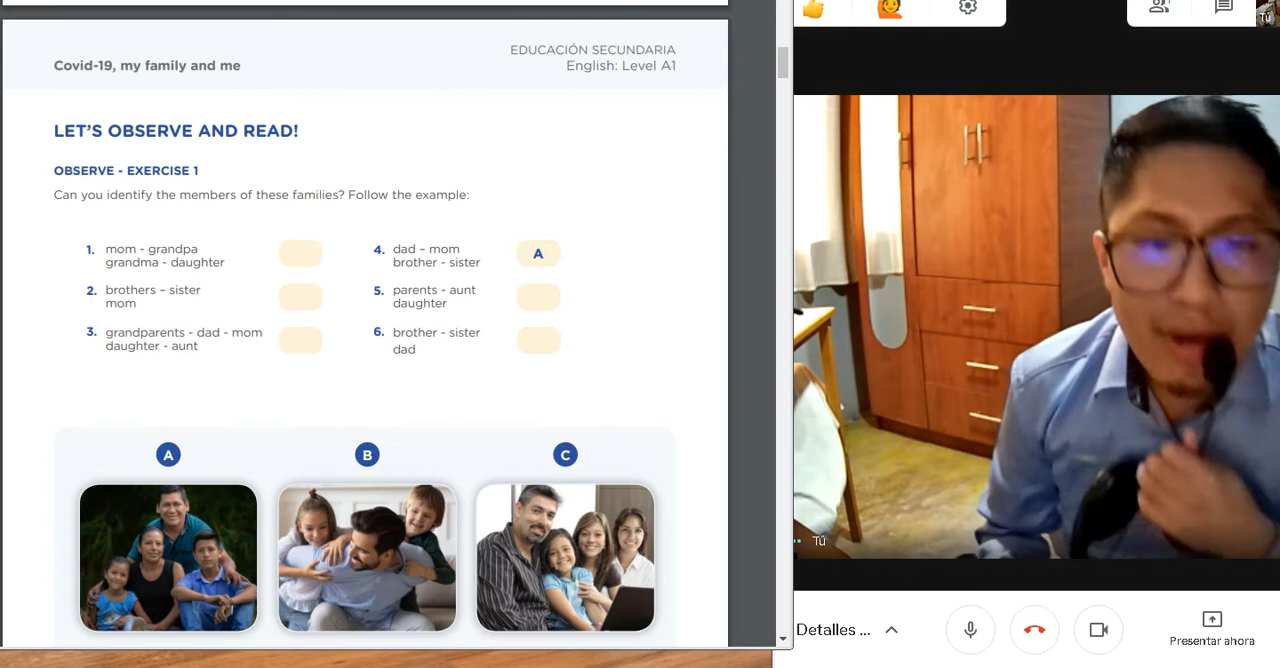 Covid-19, my family and me
EDUCACIÓN SECUNDARIA
English: Level A1
LET'S OBSERVE AND READ!
OBSERVE - EXERCISE 1
Can you identify the members of these families? Follow the example:
1. mom - grandpa
grandma - daughter
2. brothers – sister
mom
3. grandparents - dad - mom
daughter - aunt
4. dad – mom
brother - sister
A
5. parents - aunt
daughter
6. brother - sister
dad
A
B
C
Tú
Tú
Detalles ...
Presentar ahora